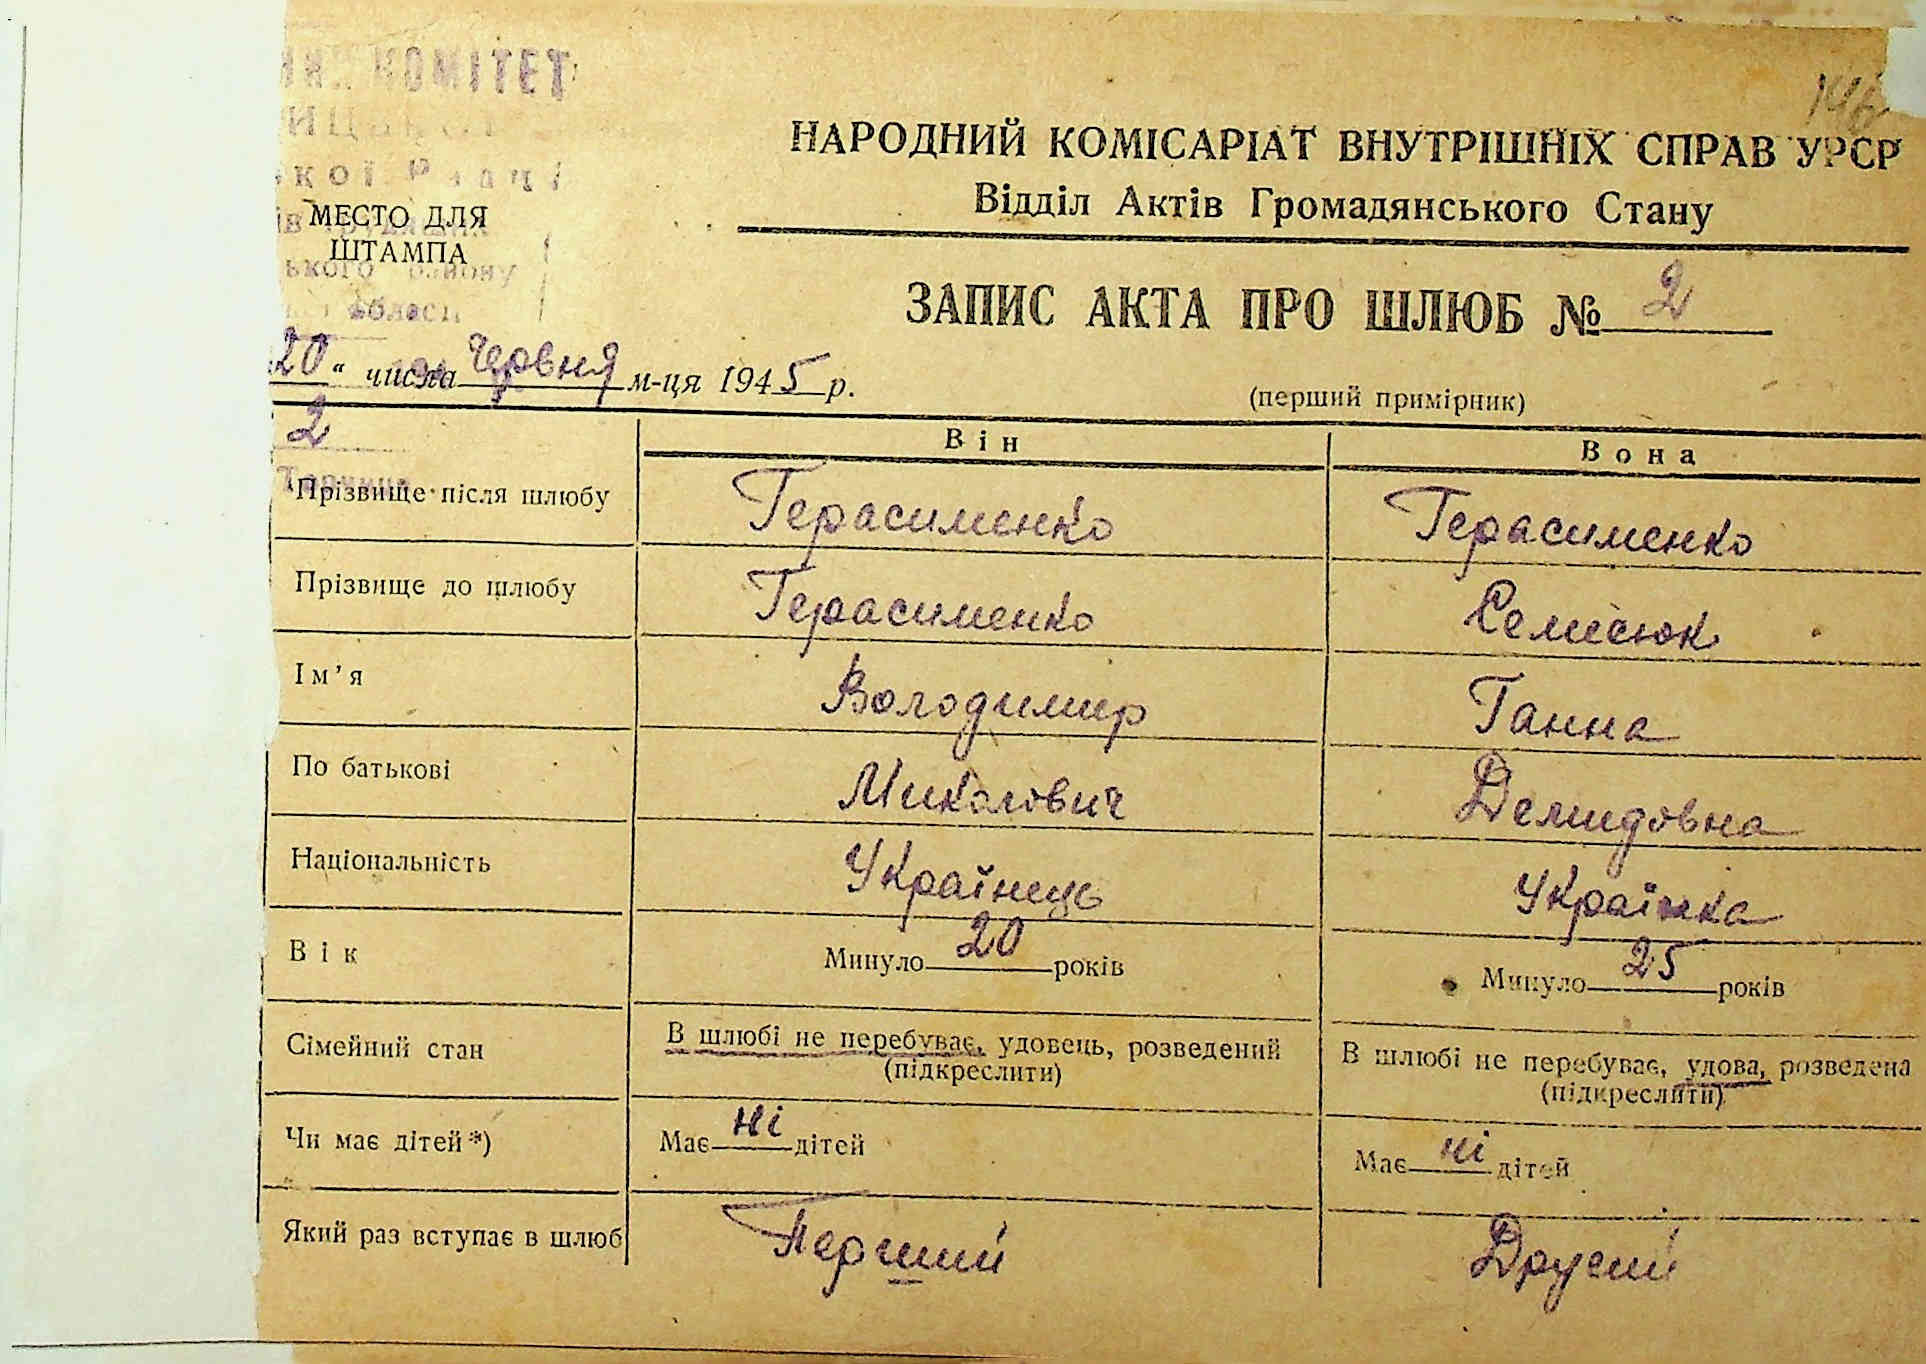 КОМІТЕТ
146
НАРОДНИЙ КОМІСАРІАТ ВНУТРІШНІХ СПРАВ УРСР
Відділ Актів Громадянського Стану
МЕСТО ДЛЯ
ШТАМПА
району
області
ЗАПИС АКТА ПРО ШЛЮБ № 2
20 “ числа Червня м-ця 1945 р.
(перший примірник)
2
Він Вона
Прізвище після шлюбу Герасименко Герасименко
Прізвище до шлюбу Герасименко Семисюк
Ім’я Володимир Ганна
По батькові Миколович Демидовна
Національність Українець Українка
Вік Минуло 20 років Минуло 25 років
Сімейний стан В шлюбі не перебуває, удовець, розведений В шлюбі не перебуває, удова, розведена
(підкреслити) (підкреслити)
Чи має дітей*) Має ні дітей Має ні дітей
Який раз вступає в шлюб Перший Другий